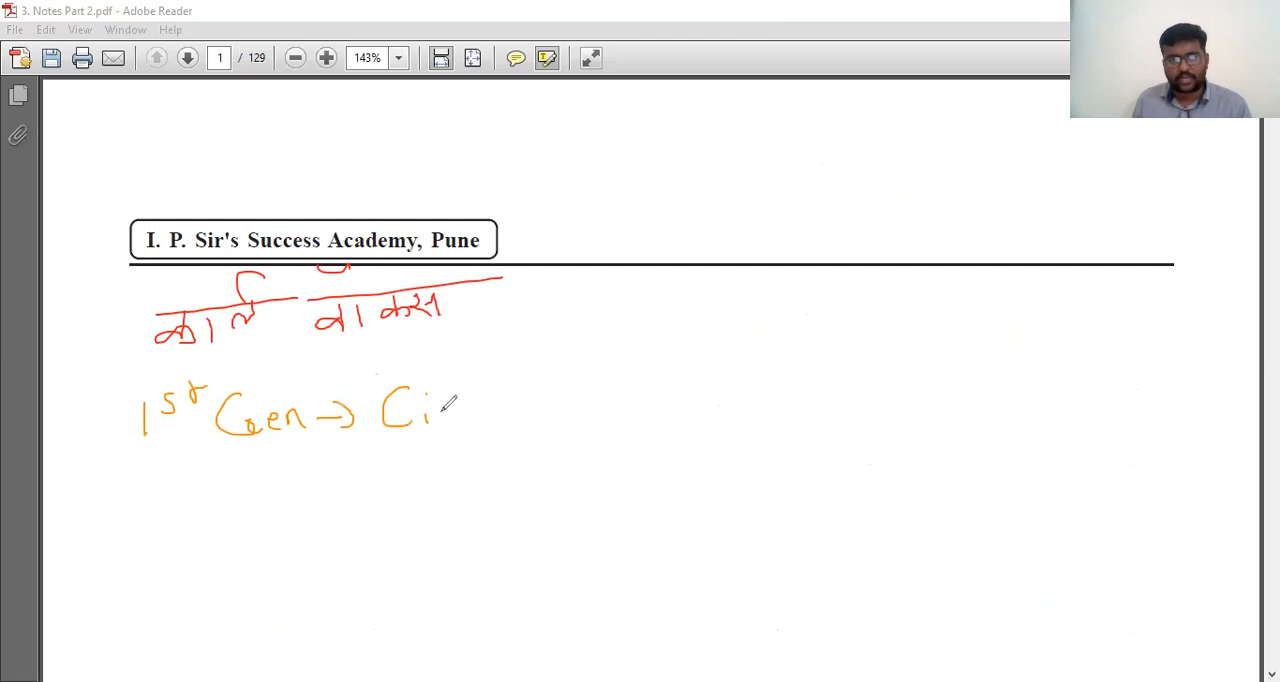 3. Notes Part 2.pdf - Adobe Reader
File Edit View Window Help
1 / 129 143%
I. P. Sir's Success Academy, Pune
1st Gen → Ci